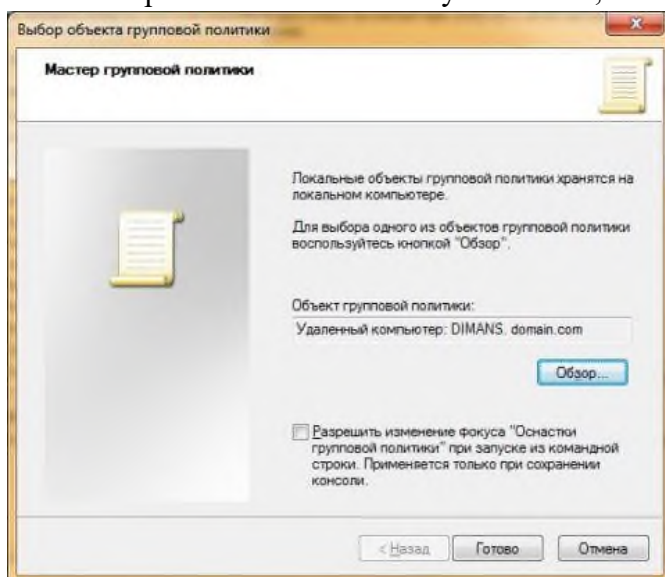 Выбор объекта групповой политики
Мастер групповой политики
Локальные объекты групповой политики хранятся на
локальном компьютере.
Для выбора одного из объектов групповой политики
воспользуйтесь кнопкой "Обзор".
Объект групповой политики:
Удаленный компьютер: DIMANS. domain.com
Обзор...
Разрешить изменение фокуса "Оснастки
групповой политики" при запуске из командной
строки. Применяется только при сохранении
консоли.
< Назад Готово Отмена